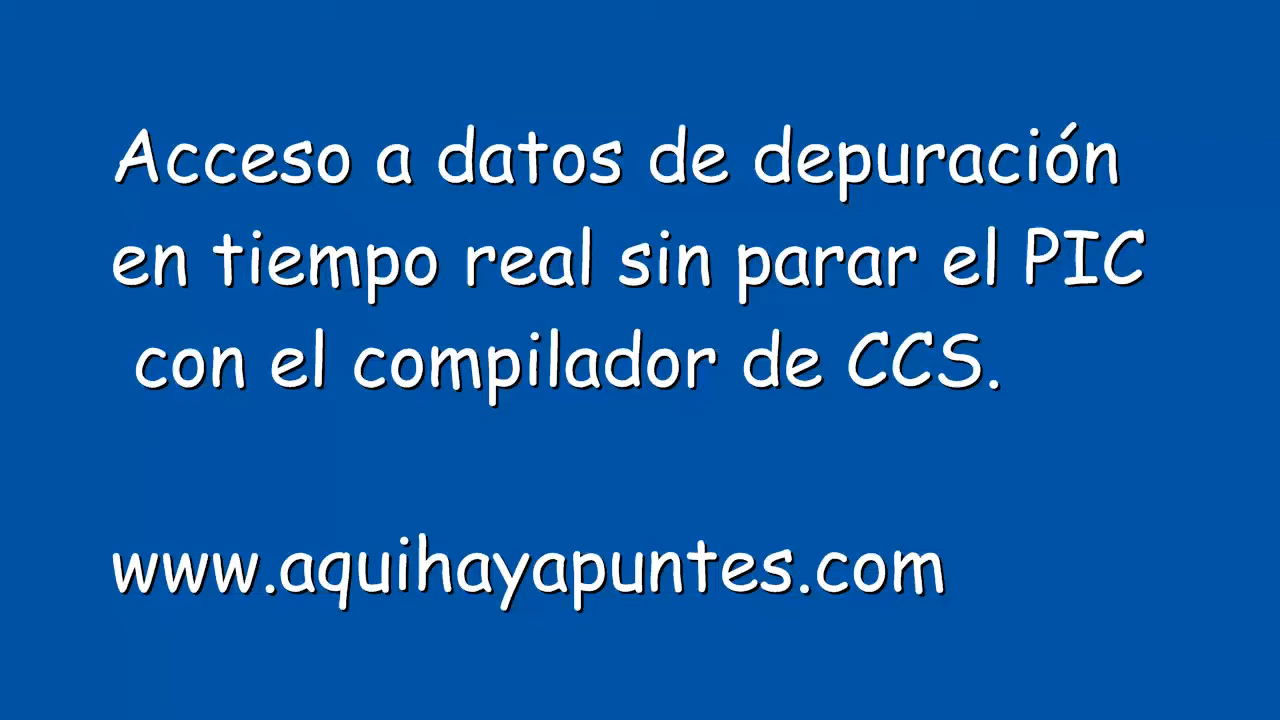 Acceso a datos de depuración
en tiempo real sin parar el PIC
con el compilador de CCS.
www.aquihayapuntes.com